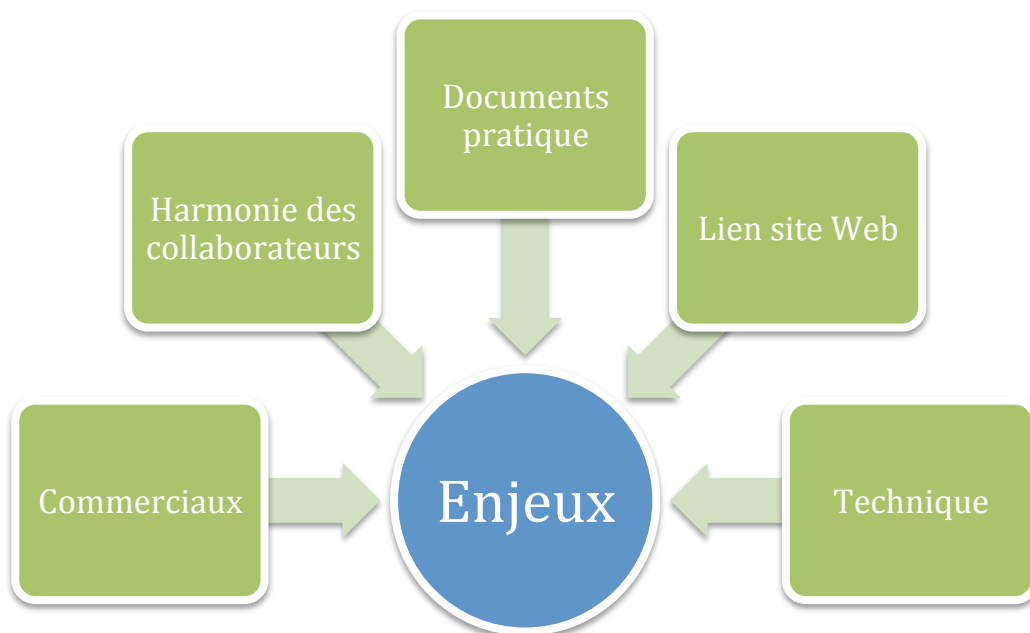 Documents
pratique
Harmonie des
collaborateurs
Lien site Web
Commerciaux
Enjeux
Technique